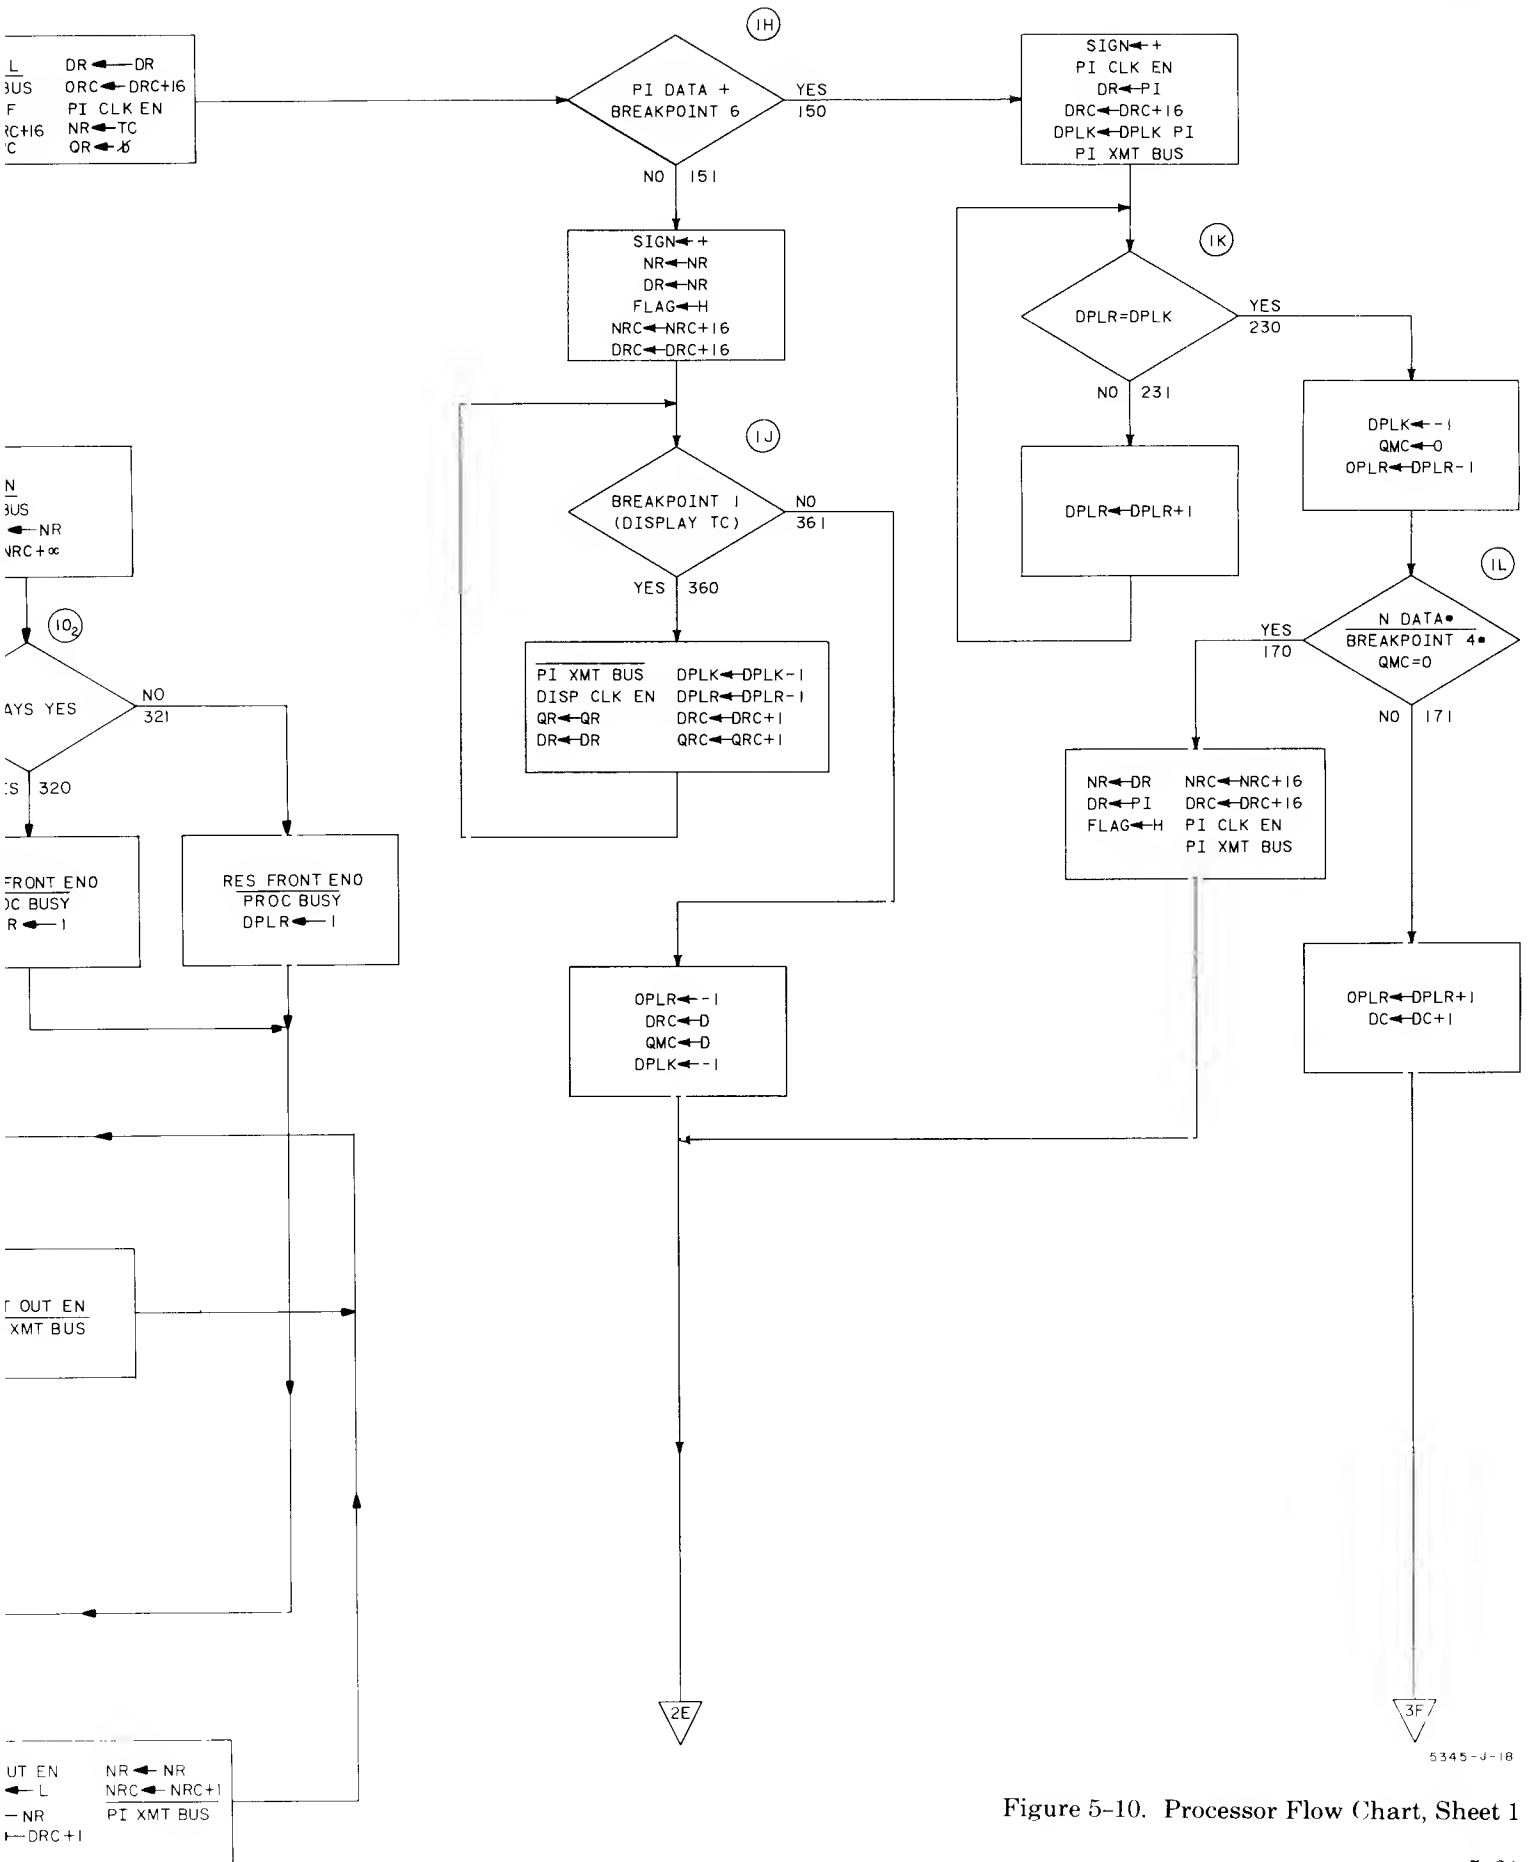 1H
L
BUS
F
RC+16
C
DR←DR
ORC←DRC+16
PI CLK EN
NR←TC
QR←b
PI DATA +
BREAKPOINT 6
YES
150
SIGN←+
PI CLK EN
DR←PI
DRC←DRC+16
DPLK←DPLK PI
PI XMT BUS
NO 151
SIGN←+
NR←NR
DR←NR
FLAG←H
NRC←NRC+16
DRC←DRC+16
1K
DPLR=DPLK
YES
230
NO 231
DPLR←DPLR+1
DPLK←-1
QMC←0
OPLR←DPLR-1
1J
BREAKPOINT 1
(DISPLAY TC)
NO
361
YES 360
PI XMT BUS
DISP CLK EN
QR←QR
DR←DR
DPLK←DPLK-1
DPLR←DPLR-1
DRC←DRC+1
QRC←QRC+1
N
BUS
←NR
NRC+∝
10₂
AYS YES
NO
321
320
FRONT ENO
OC BUSY
R←1
RES FRONT ENO
PROC BUSY
DPLR←1
1L
N DATA•
BREAKPOINT 4•
QMC=0
YES
170
NO 171
NR←DR
DR←PI
FLAG←H
NRC←NRC+16
DRC←DRC+16
PI CLK EN
PI XMT BUS
OPLR←-1
DRC←D
QMC←D
DPLK←-1
OPLR←DPLR+1
DC←DC+1
T OUT EN
XMT BUS
2E
3F
UT EN
←L
←NR
←DRC+1
NR←NR
NRC←NRC+1
PI XMT BUS
5345-J-18
Figure 5-10. Processor Flow Chart, Sheet 1